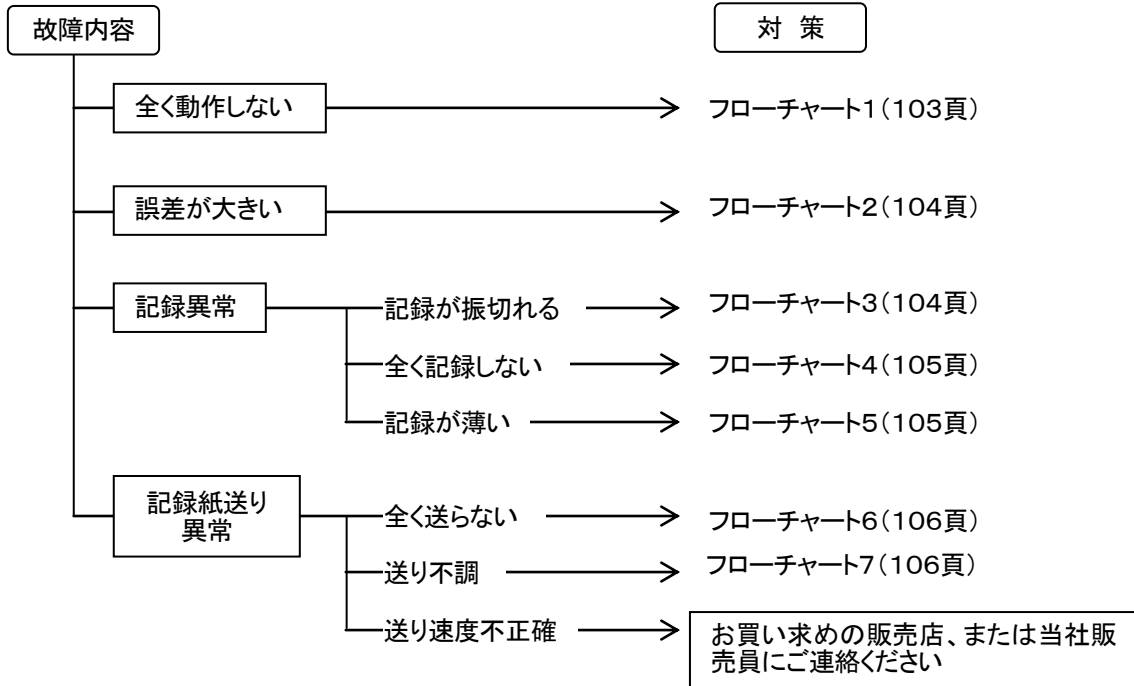 故障内容
対 策
全く動作しない
フローチャート1(103頁)
誤差が大きい
フローチャート2(104頁)
記録異常
記録が振切れる
フローチャート3(104頁)
全く記録しない
フローチャート4(105頁)
記録が薄い
フローチャート5(105頁)
記録紙送り
異常
全く送らない
フローチャート6(106頁)
送り不調
フローチャート7(106頁)
送り速度不正確
お買い求めの販売店、または当社販
売員にご連絡ください